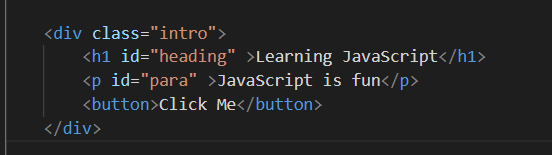 <div class="intro">
<h1 id="heading" >Learning JavaScript</h1>
<p id="para" >JavaScript is fun</p>
<button>Click Me</button>
</div>